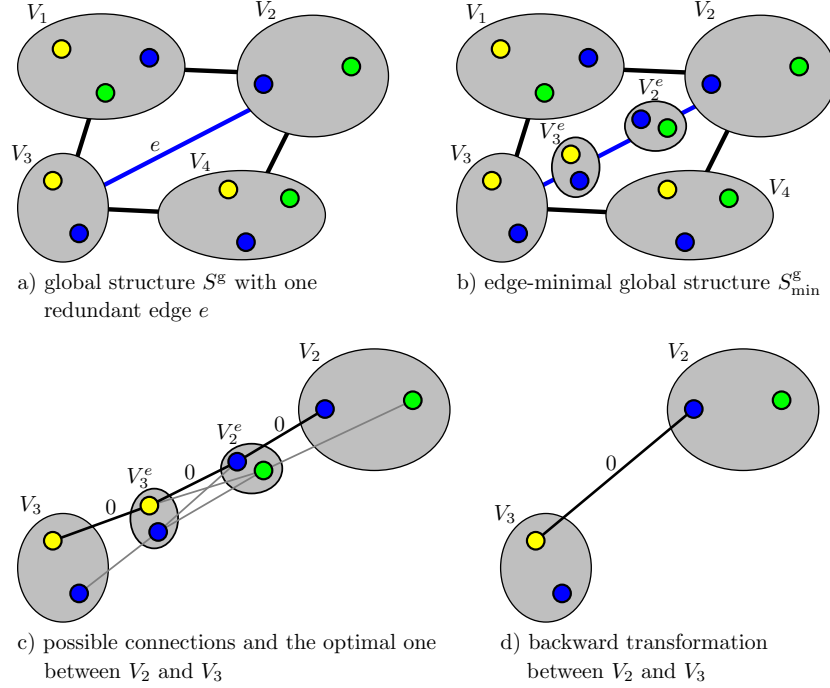 V₁ V₂ V₁ V₂
V₂ᵉ
V₃ᵉ
V₃ e V₄ V₃ V₄
a) global structure Sᵍ with one
redundant edge e
b) edge-minimal global structure Sᵍ_min
V₂ V₂
V₂ᵉ 0
V₃ᵉ 0 0
V₃ 0 V₃
c) possible connections and the optimal one
between V₂ and V₃
d) backward transformation
between V₂ and V₃